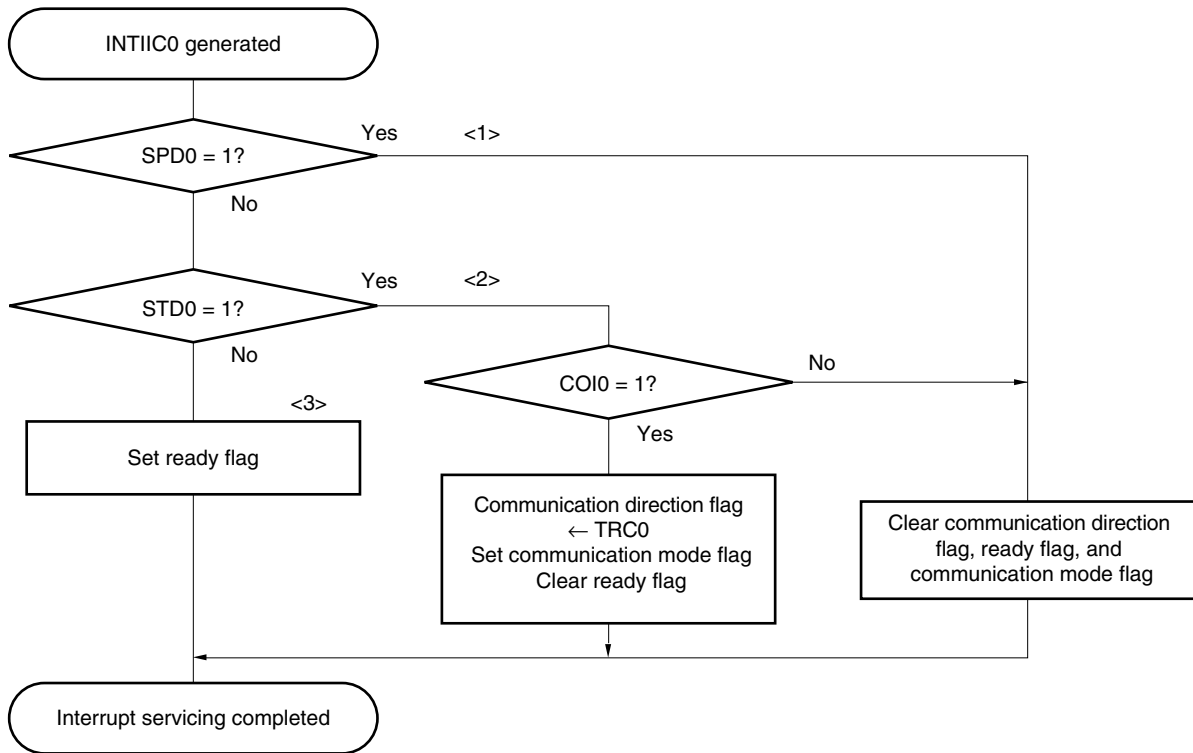 INTIIC0 generated
Yes
<1>
SPD0 = 1?
No
Yes
<2>
STD0 = 1?
No
COI0 = 1?
No
Yes
<3>
Set ready flag
Communication direction flag
← TRC0
Set communication mode flag
Clear ready flag
Clear communication direction
flag, ready flag, and
communication mode flag
Interrupt servicing completed